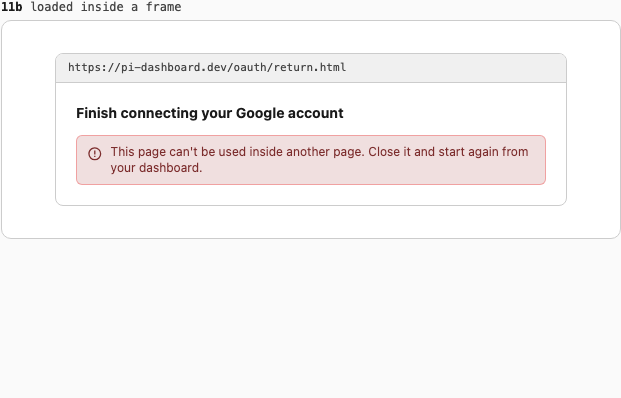 11b loaded inside a frame
https://pi-dashboard.dev/oauth/return.html
Finish connecting your Google account
This page can't be used inside another page. Close it and start again from
your dashboard.